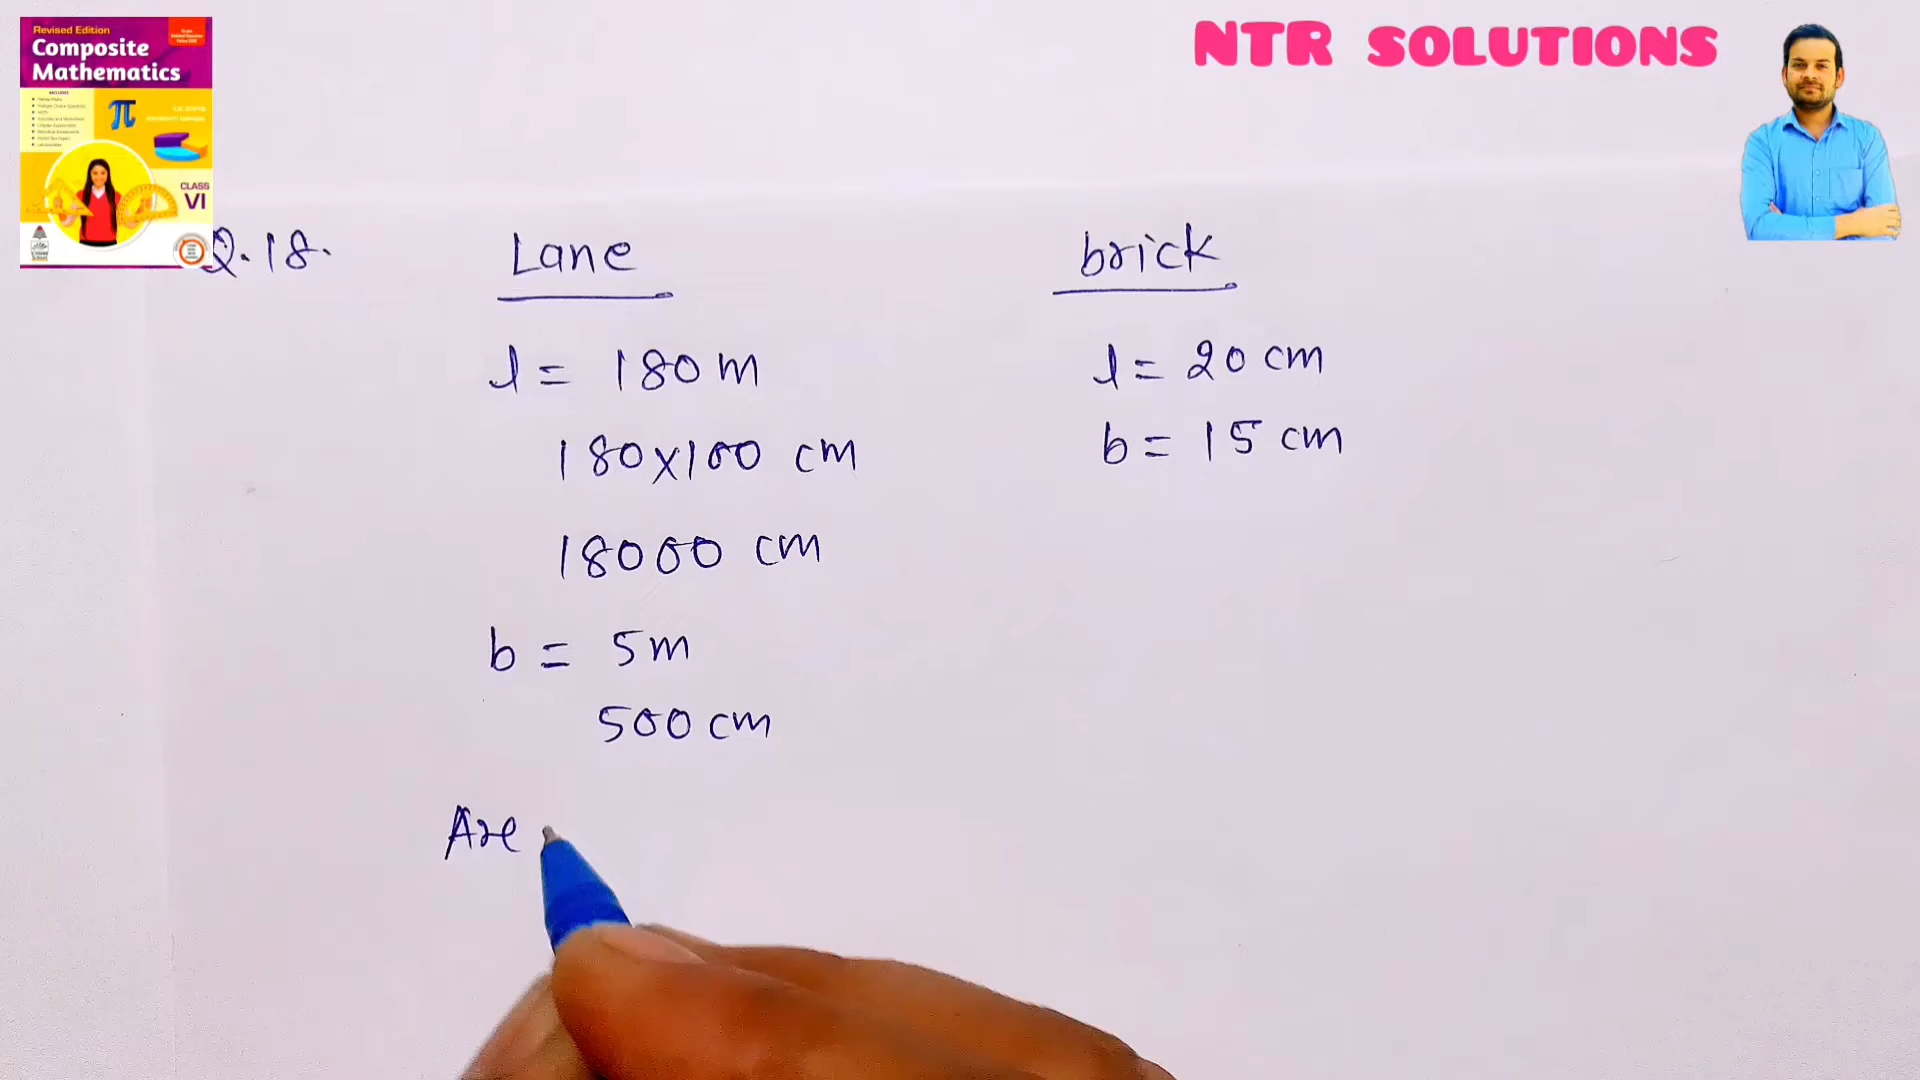 Revised Edition
Composite
Mathematics
INCLUDES
π
CLASS
VI
NTR SOLUTIONS
Q.18.
Lane
brick
l = 180 m
180x100 cm
18000 cm
b = 5m
500 cm
l = 20 cm
b = 15 cm
Are